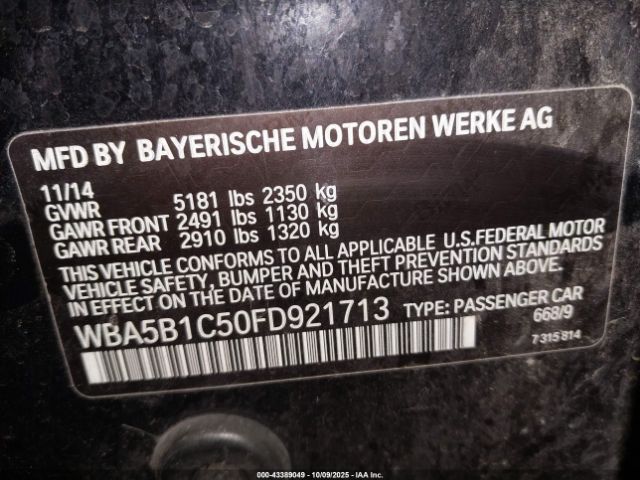 MFD BY BAYERISCHE MOTOREN WERKE AG
11/14
GVWR 5181 lbs 2350 kg
GAWR FRONT 2491 lbs 1130 kg
GAWR REAR 2910 lbs 1320 kg
THIS VEHICLE CONFORMS TO ALL APPLICABLE U.S.FEDERAL MOTOR
VEHICLE SAFETY, BUMPER AND THEFT PREVENTION STANDARDS
IN EFFECT ON THE DATE OF MANUFACTURE SHOWN ABOVE.
WBA5B1C50FD921713 TYPE: PASSENGER CAR
668/9
7 315 814
000-43389049 - 10/09/2025 - IAA Inc.